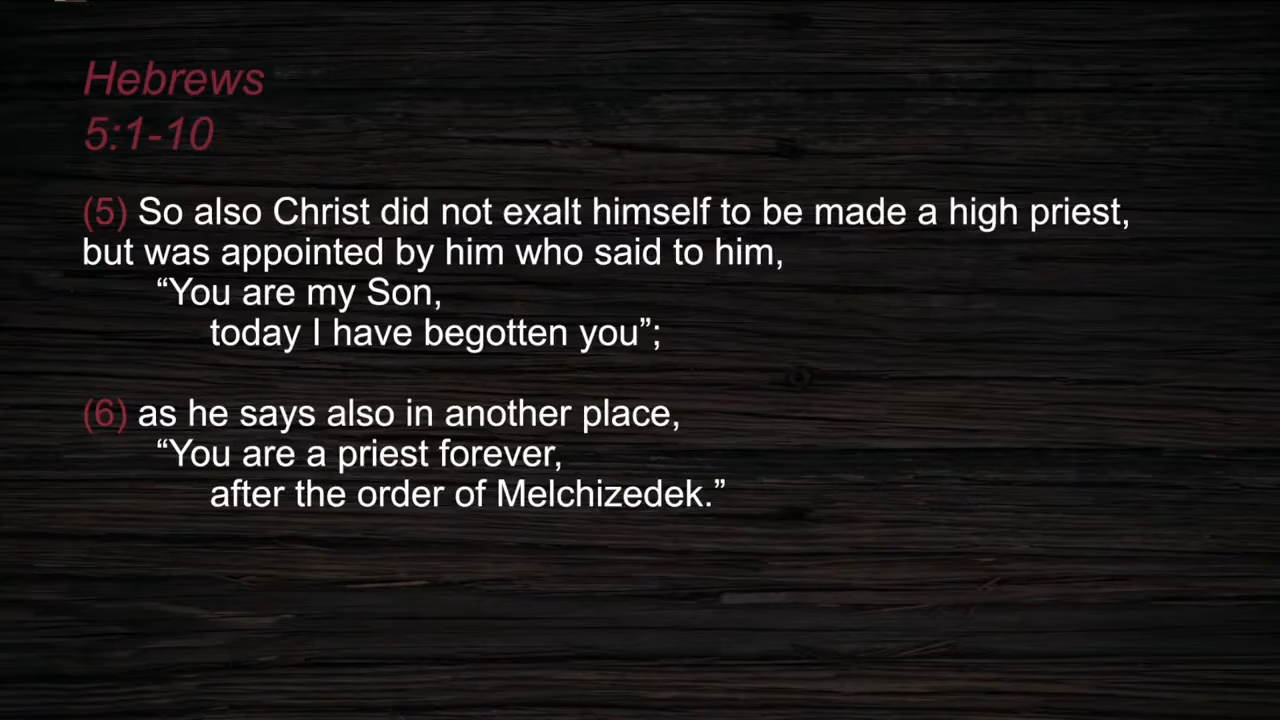 Hebrews
5:1-10
(5) So also Christ did not exalt himself to be made a high priest,
but was appointed by him who said to him,
“You are my Son,
today I have begotten you”;
(6) as he says also in another place,
“You are a priest forever,
after the order of Melchizedek.”